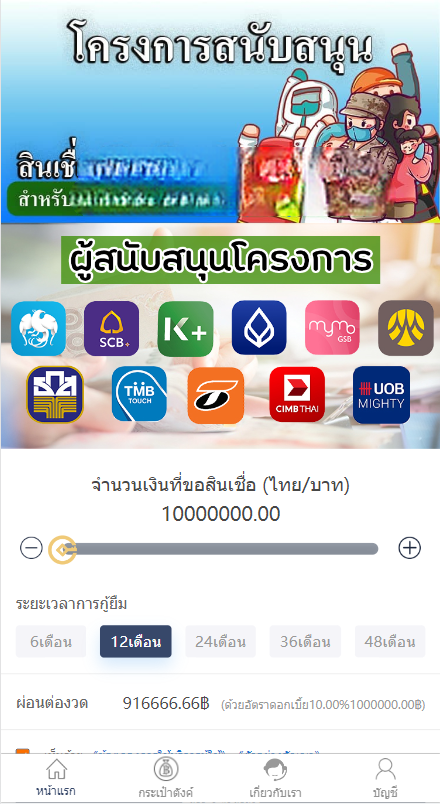 โครงการสนับสนุน
สินเชื่
สำหรับ
ผู้สนับสนุนโครงการ
SCB+
K+
mymo
GSB
TMB
TOUCH
CIMB THAI
UOB
MIGHTY
จำนวนเงินที่ขอสินเชื่อ (ไทย/บาท)
10000000.00
ระยะเวลาการกู้ยืม
6เดือน 12เดือน 24เดือน 36เดือน 48เดือน
ผ่อนต่องวด 916666.66฿ (ด้วยอัตราดอกเบี้ย10.00%1000000.00฿)
หน้าแรก กระเป๋าตังค์ เกี่ยวกับเรา บัญชี